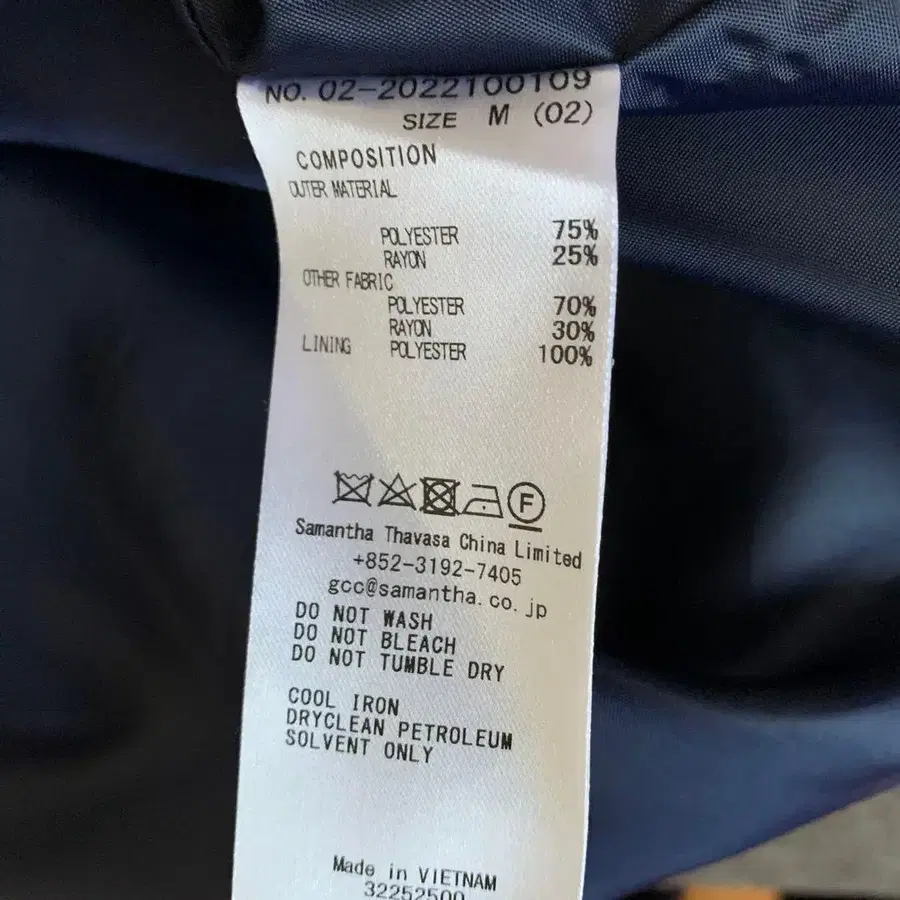 NO. 02-2022100109
SIZE M (02)
COMPOSITION
OUTER MATERIAL
POLYESTER 75%
RAYON 25%
OTHER FABRIC
POLYESTER 70%
RAYON 30%
LINING POLYESTER 100%
F
Samantha Thavasa China Limited
+852-3192-7405
gcc@samantha.co.jp
DO NOT WASH
DO NOT BLEACH
DO NOT TUMBLE DRY
COOL IRON
DRYCLEAN PETROLEUM
SOLVENT ONLY
Made in VIETNAM
32252500